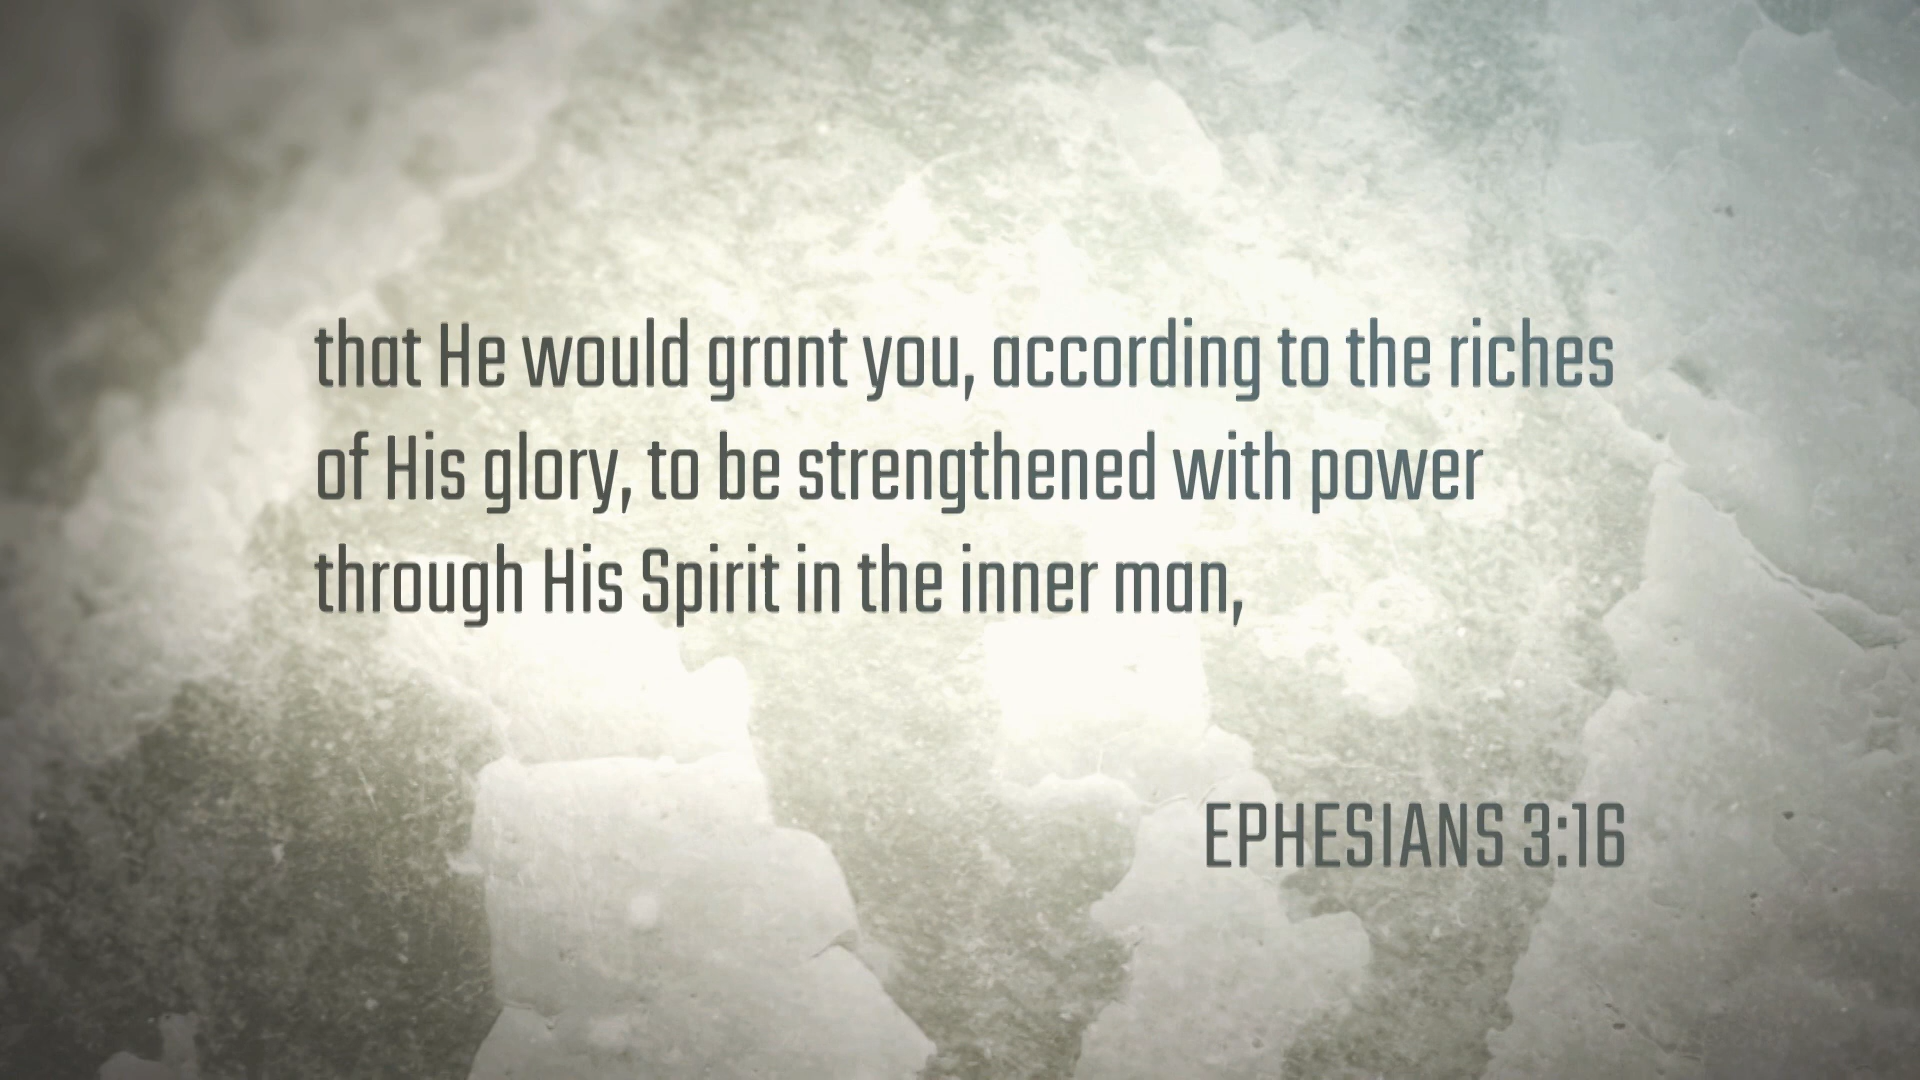 that He would grant you, according to the riches
of His glory, to be strengthened with power
through His Spirit in the inner man,
EPHESIANS 3:16